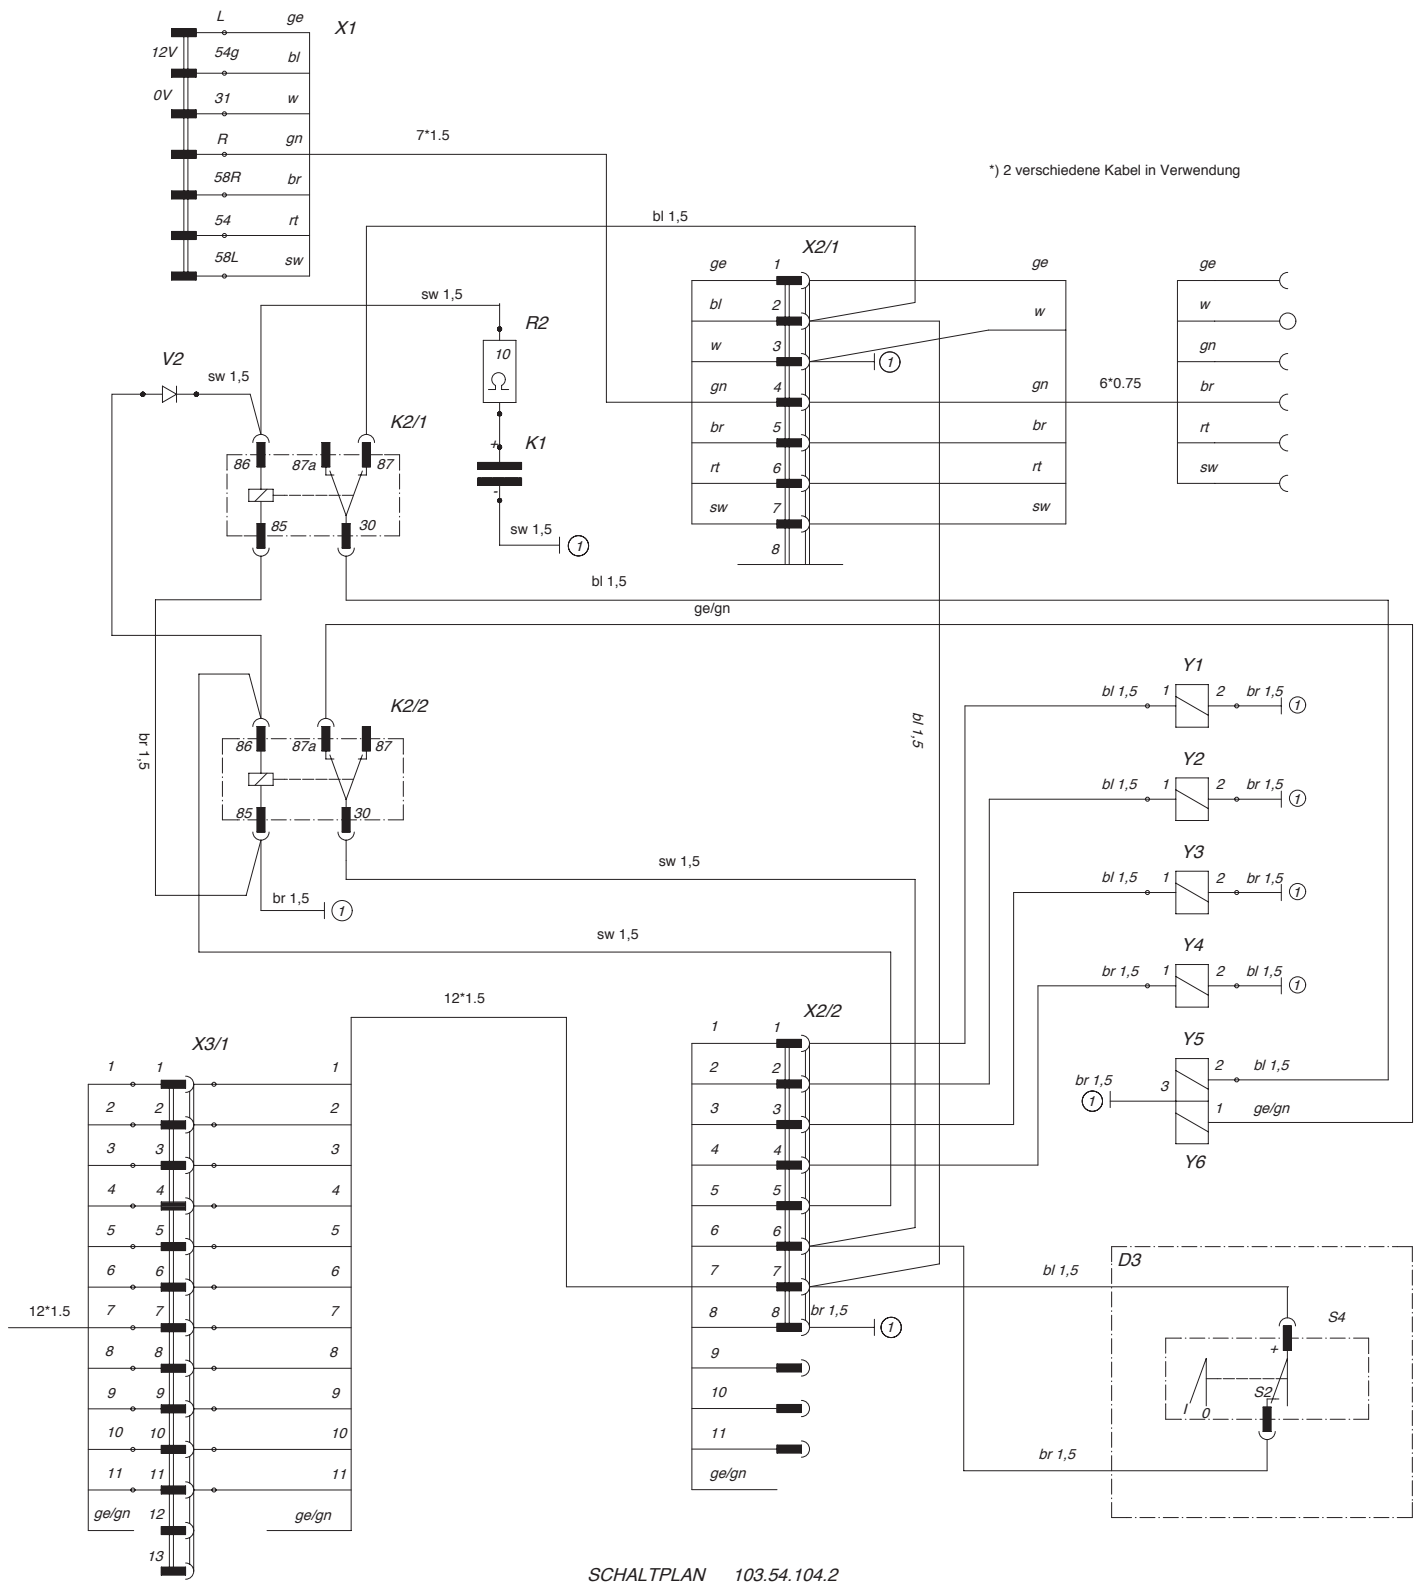 L ge X1
12V 54g bl
0V 31 w
R gn 7*1.5
58R br
54 rt
58L sw
*) 2 verschiedene Kabel in Verwendung
bl 1,5
X2/1
ge 1 ge ge
bl 2 w w
w 3 1 gn
gn 4 gn 6*0.75 br
br 5 br rt
rt 6 rt sw
sw 7 sw
8
sw 1,5
R2
10
Ω
V2
sw 1,5
K2/1
+ K1
-
86 87a 87
85 30
sw 1,5 1
bl 1,5
ge/gn
K2/2
86 87a 87
85 30
br 1,5
bl 1,5
sw 1,5
br 1,5 1
sw 1,5
Y1
bl 1,5 1 2 br 1,5 1
Y2
bl 1,5 1 2 br 1,5 1
Y3
bl 1,5 1 2 br 1,5 1
Y4
br 1,5 1 2 bl 1,5 1
Y5
2 bl 1,5
br 1,5 3
1
1 ge/gn
Y6
12*1.5
X2/2
1 1
2 2
3 3
4 4
5 5
6 6
7 7
8 8 br 1,5 1
9
10
11
ge/gn
X3/1
1 1 1
2 2 2
3 3 3
4 4 4
5 5 5
6 6 6
12*1.5
7 7 7
8 8 8
9 9 9
10 10 10
11 11 11
ge/gn 12 ge/gn
13
D3
bl 1,5
S4
+
S2
I 0
br 1,5
SCHALTPLAN 103.54.104.2